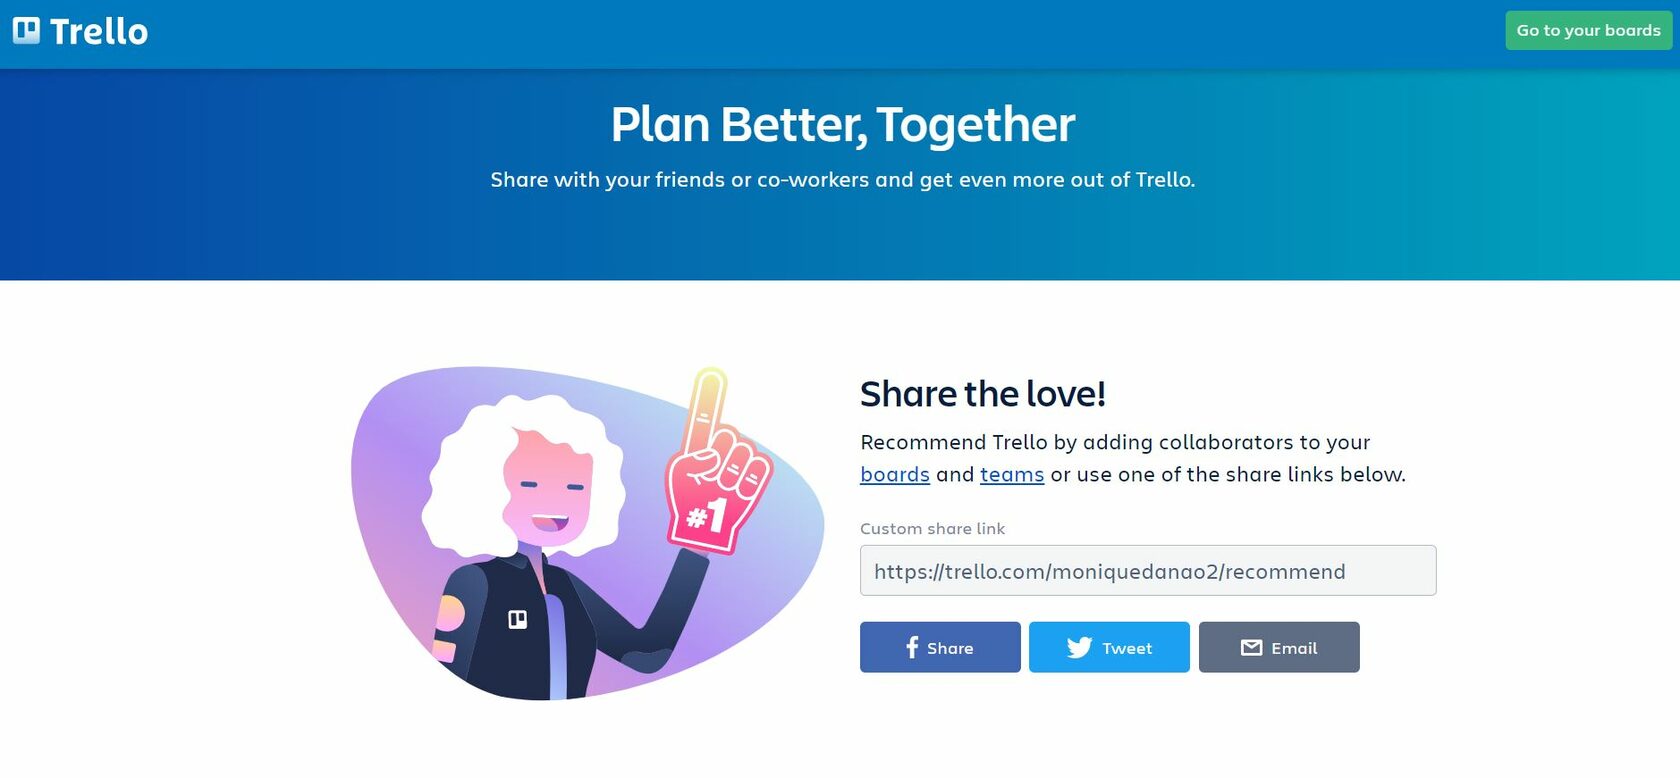 Trello
Go to your boards
Plan Better, Together
Share with your friends or co-workers and get even more out of Trello.
#1
Share the love!
Recommend Trello by adding collaborators to your
boards and teams or use one of the share links below.
Custom share link
https://trello.com/moniquedanao2/recommend
Share
Tweet
Email